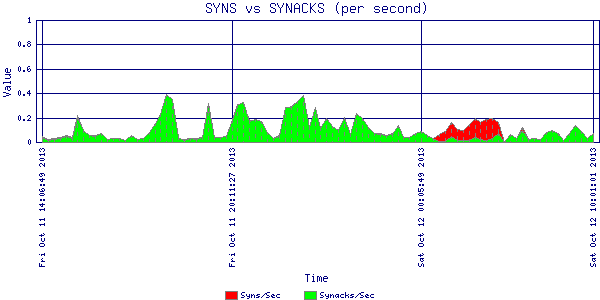 SYNS vs SYNACKS (per second)
Value
1
0.8
0.6
0.4
0.2
0
Fri Oct 11 14:06:49 2013
Fri Oct 11 20:11:27 2013
Sat Oct 12 00:05:49 2013
Sat Oct 12 10:01:01 2013
Time
Syns/Sec
Synacks/Sec